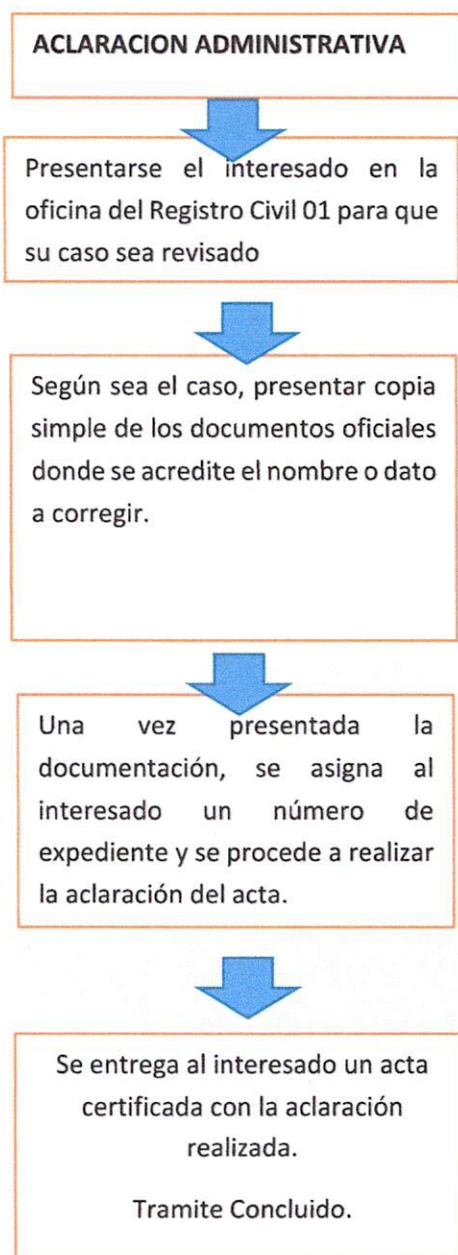 ACLARACION ADMINISTRATIVA
Presentarse el interesado en la
oficina del Registro Civil 01 para que
su caso sea revisado
Según sea el caso, presentar copia
simple de los documentos oficiales
donde se acredite el nombre o dato
a corregir.
Una vez presentada la
documentación, se asigna al
interesado un número de
expediente y se procede a realizar
la aclaración del acta.
Se entrega al interesado un acta
certificada con la aclaración
realizada.
Tramite Concluido.